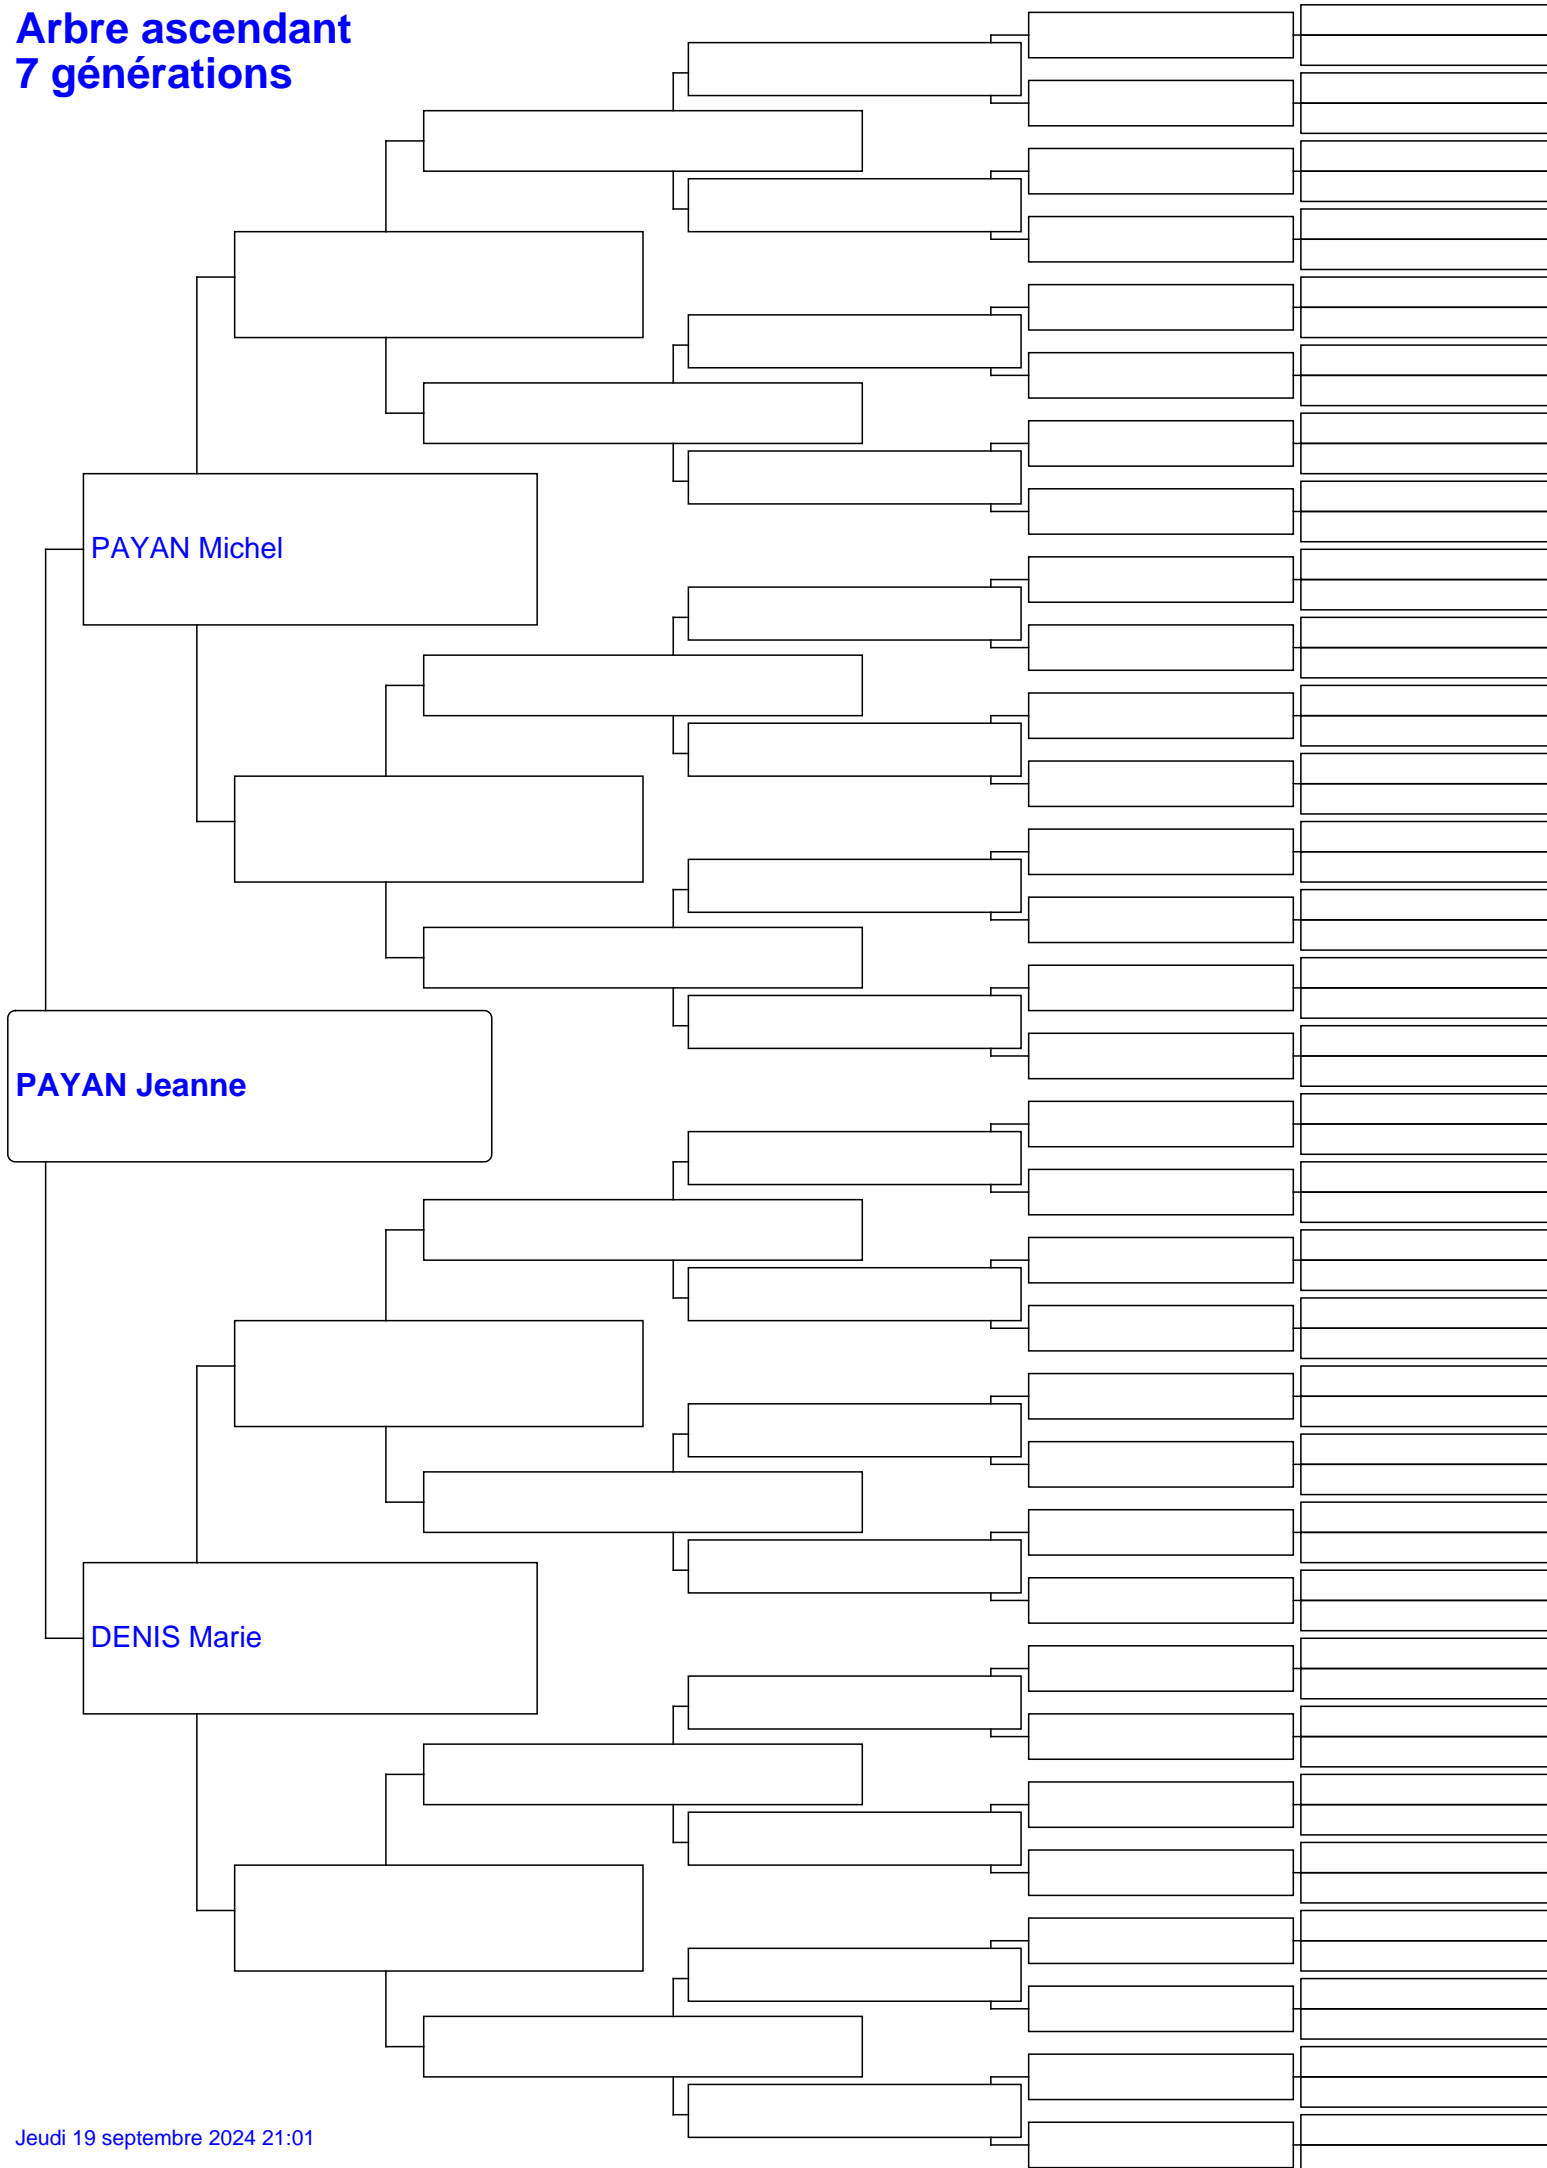 Arbre ascendant
7 générations
PAYAN Michel
PAYAN Jeanne
DENIS Marie
Jeudi 19 septembre 2024 21:01